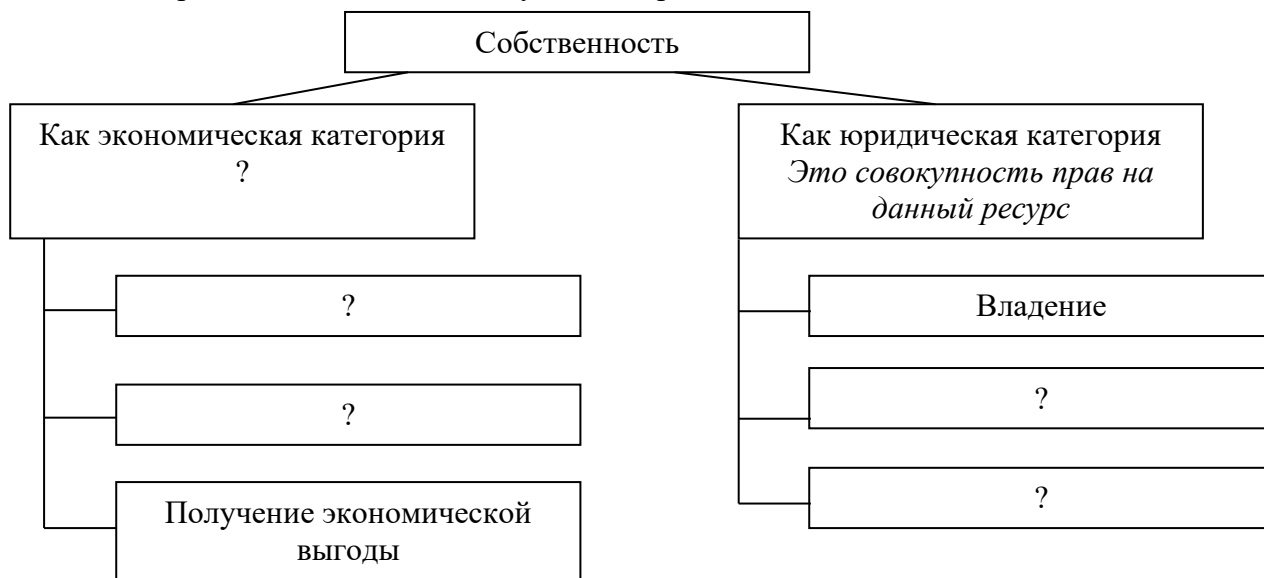 Собственность
Как экономическая категория
?
?
?
Получение экономической
выгоды
Как юридическая категория
Это совокупность прав на
данный ресурс
Владение
?
?